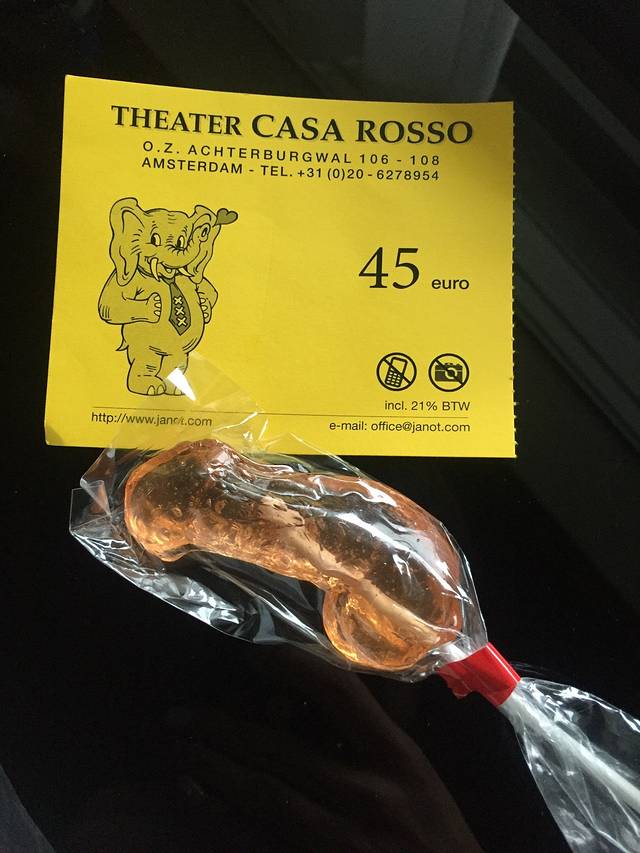 THEATER CASA ROSSO
O.Z. ACHTERBURGWAL 106 - 108
AMSTERDAM - TEL. +31 (0)20 - 6278954
XXX
45 euro
incl. 21% BTW
http://www.janot.com
e-mail: office@janot.com